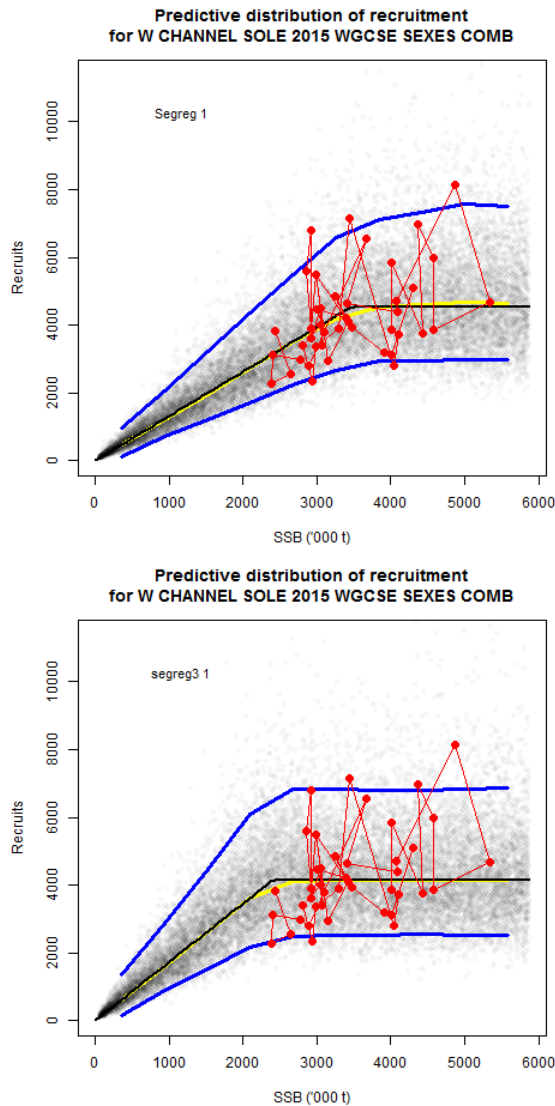 Predictive distribution of recruitment
for W CHANNEL SOLE 2015 WGCSE SEXES COMB
Segreg 1
10000
8000
6000
4000
2000
0
Recruits
0 1000 2000 3000 4000 5000 6000
SSB ('000 t)
Predictive distribution of recruitment
for W CHANNEL SOLE 2015 WGCSE SEXES COMB
segreg3 1
10000
8000
6000
4000
2000
0
Recruits
0 1000 2000 3000 4000 5000 6000
SSB ('000 t)